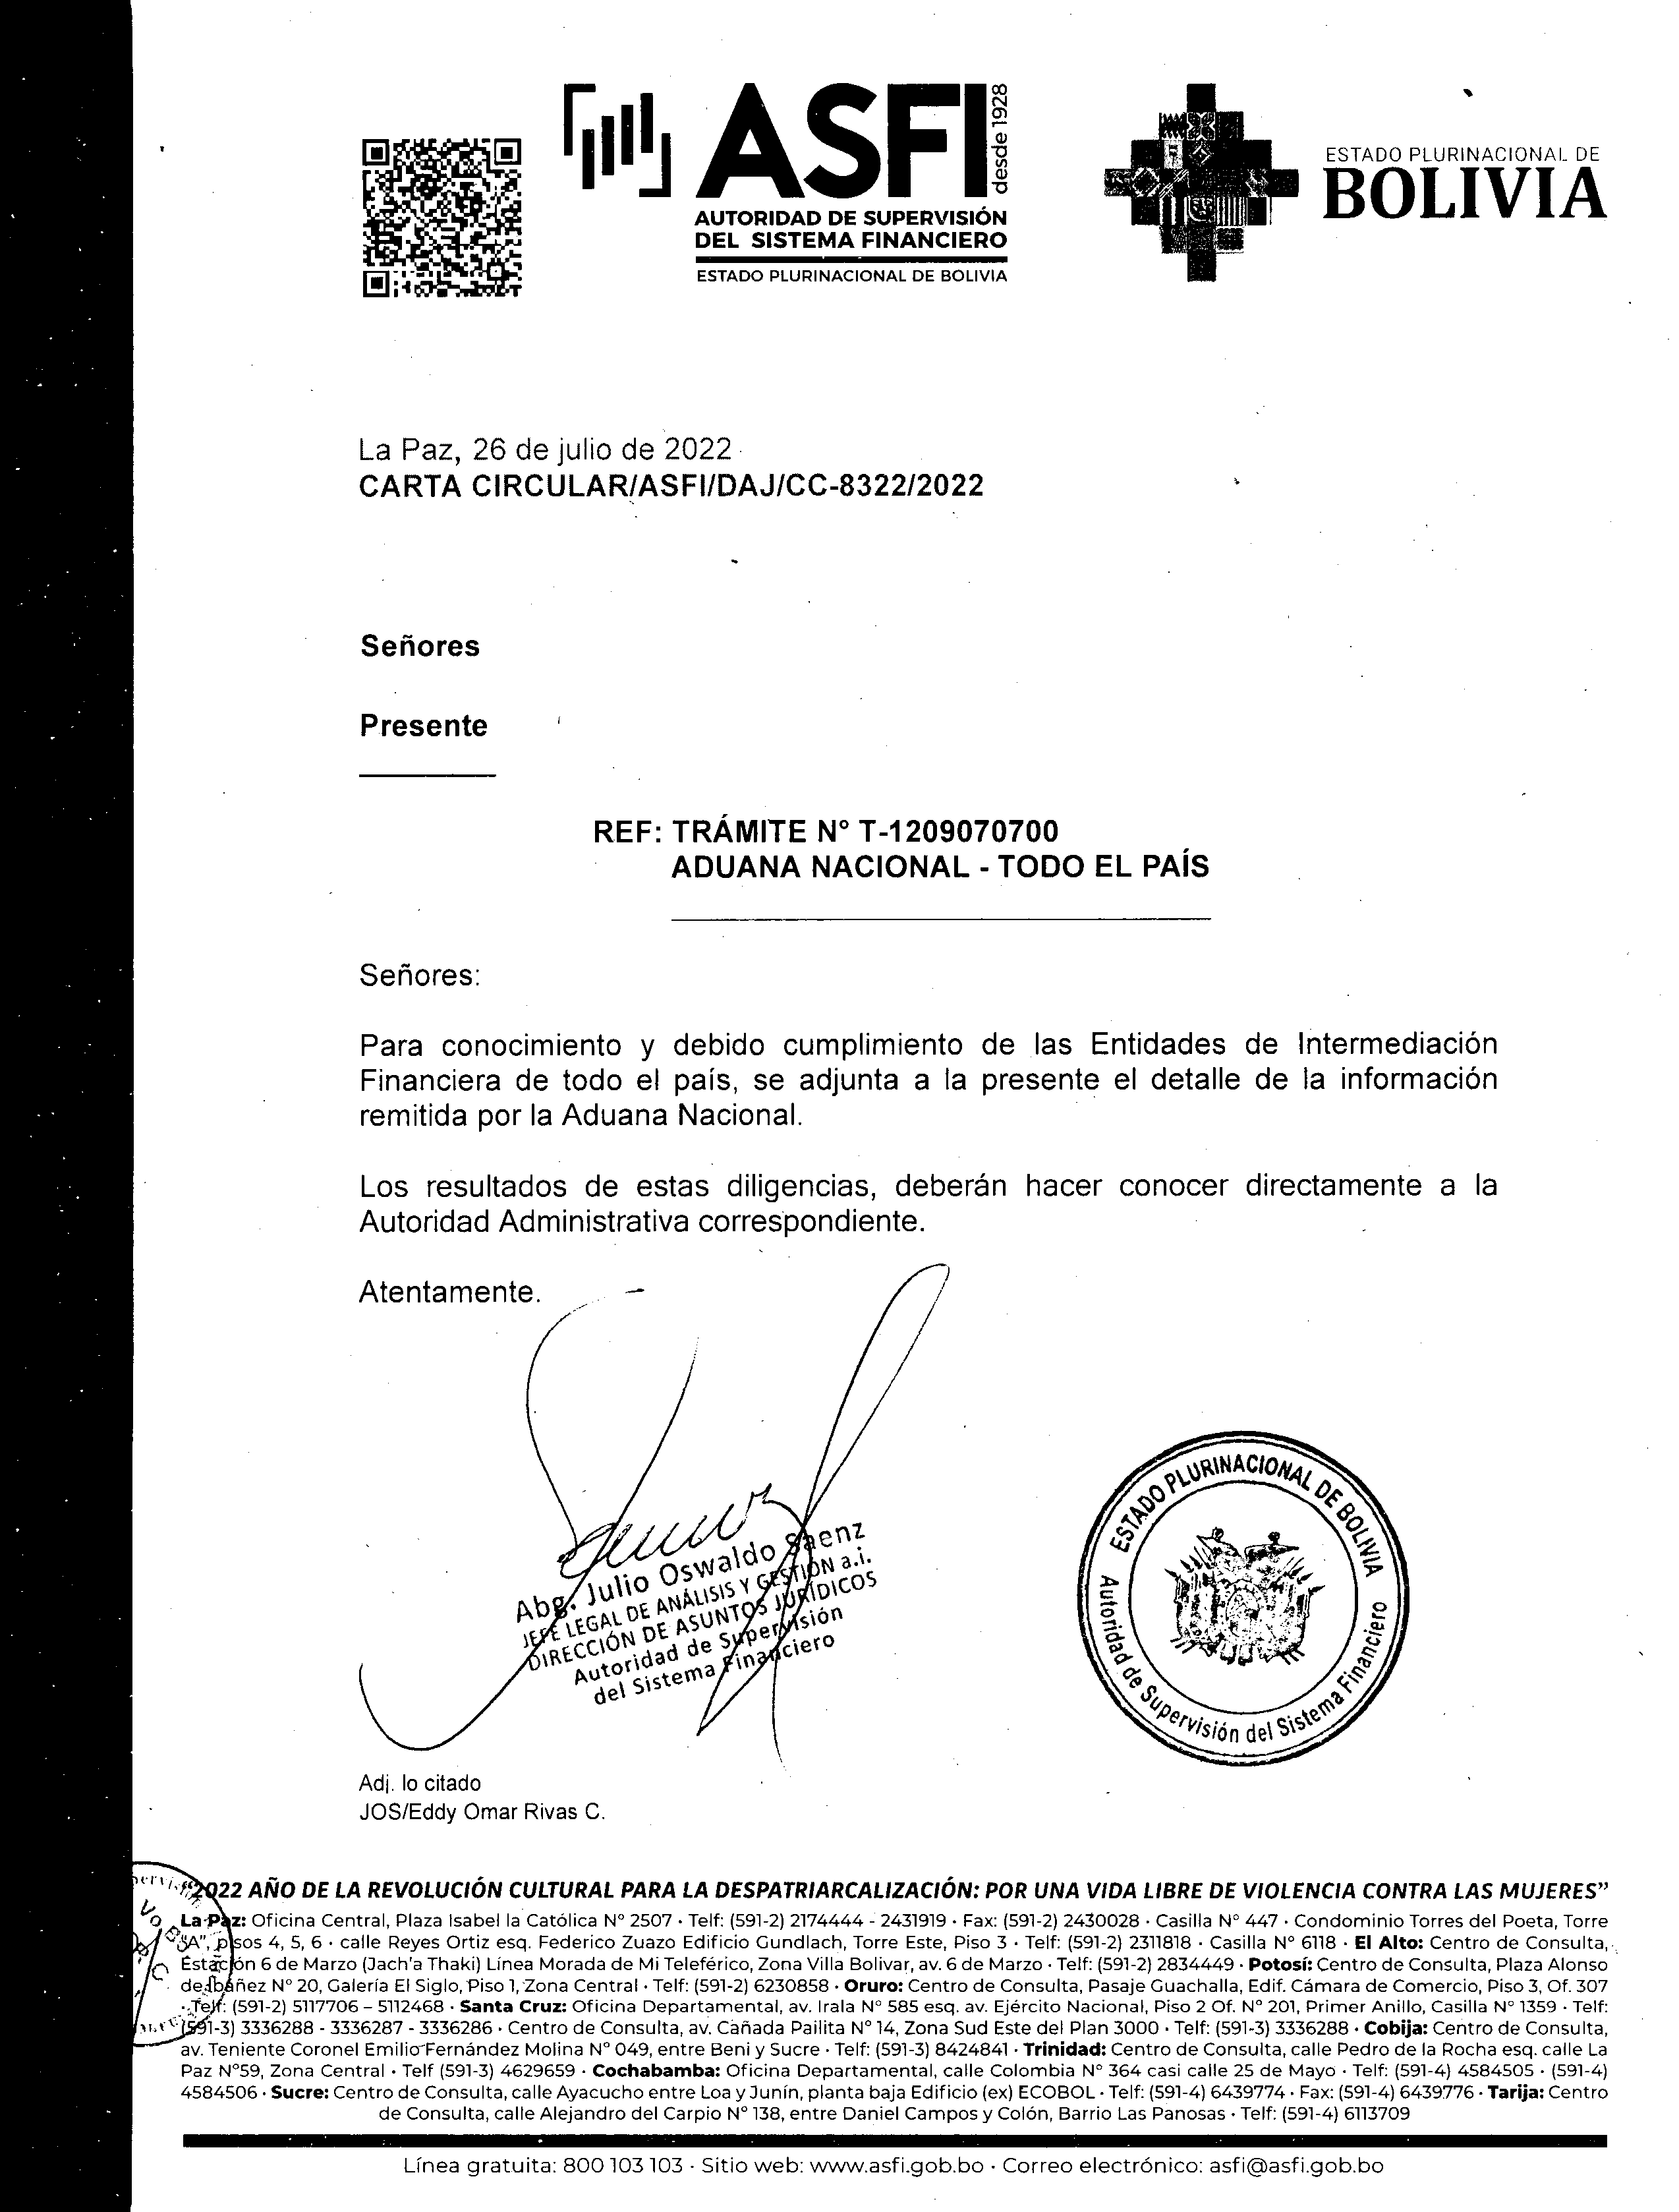 ASFI
desde 1928
AUTORIDAD DE SUPERVISIÓN
DEL SISTEMA FINANCIERO
ESTADO PLURINACIONAL DE BOLIVIA
ESTADO PLURINACIONAL DE
BOLIVIA
La Paz, 26 de julio de 2022
CARTA CIRCULAR/ASFI/DAJ/CC-8322/2022
Señores
Presente
REF: TRÁMITE N° T-1209070700
ADUANA NACIONAL - TODO EL PAÍS
Señores:
Para conocimiento y debido cumplimiento de las Entidades de Intermediación
Financiera de todo el país, se adjunta a la presente el detalle de la información
remitida por la Aduana Nacional.
Los resultados de estas diligencias, deberán hacer conocer directamente a la
Autoridad Administrativa correspondiente.
Atentamente.
Abg. Julio Oswaldo Saenz
JEFE LEGAL DE ANÁLISIS Y GESTIÓN a.i.
DIRECCIÓN DE ASUNTOS JURÍDICOS
Autoridad de Supervisión
del Sistema Financiero
ESTADO PLURINACIONAL DE BOLIVIA
Autoridad de Supervisión del Sistema Financiero
Adj. lo citado
JOS/Eddy Omar Rivas C.
“2022 AÑO DE LA REVOLUCIÓN CULTURAL PARA LA DESPATRIARCALIZACIÓN: POR UNA VIDA LIBRE DE VIOLENCIA CONTRA LAS MUJERES”
La Paz: Oficina Central, Plaza Isabel la Católica N° 2507 · Telf: (591-2) 2174444 - 2431919 · Fax: (591-2) 2430028 · Casilla N° 447 · Condominio Torres del Poeta, Torre
"A", pisos 4, 5, 6 · calle Reyes Ortiz esq. Federico Zuazo Edificio Gundlach, Torre Este, Piso 3 · Telf: (591-2) 2311818 · Casilla N° 6118 · El Alto: Centro de Consulta,
Estación 6 de Marzo (Jach'a Thaki) Línea Morada de Mi Teleférico, Zona Villa Bolivar, av. 6 de Marzo · Telf: (591-2) 2834449 · Potosí: Centro de Consulta, Plaza Alonso
de Ibáñez N° 20, Galería El Siglo, Piso 1, Zona Central · Telf: (591-2) 6230858 · Oruro: Centro de Consulta, Pasaje Guachalla, Edif. Cámara de Comercio, Piso 3, Of. 307
· Telf: (591-2) 5117706 – 5112468 · Santa Cruz: Oficina Departamental, av. Irala N° 585 esq. av. Ejército Nacional, Piso 2 Of. N° 201, Primer Anillo, Casilla N° 1359 · Telf:
(591-3) 3336288 - 3336287 - 3336286 · Centro de Consulta, av. Cañada Pailita N° 14, Zona Sud Este del Plan 3000 · Telf: (591-3) 3336288 · Cobija: Centro de Consulta,
av. Teniente Coronel Emilio Fernández Molina N° 049, entre Beni y Sucre · Telf: (591-3) 8424841 · Trinidad: Centro de Consulta, calle Pedro de la Rocha esq. calle La
Paz N°59, Zona Central · Telf (591-3) 4629659 · Cochabamba: Oficina Departamental, calle Colombia N° 364 casi calle 25 de Mayo · Telf: (591-4) 4584505 · (591-4)
4584506 · Sucre: Centro de Consulta, calle Ayacucho entre Loa y Junín, planta baja Edificio (ex) ECOBOL · Telf: (591-4) 6439774 · Fax: (591-4) 6439776 · Tarija: Centro
de Consulta, calle Alejandro del Carpio N° 138, entre Daniel Campos y Colón, Barrio Las Panosas · Telf: (591-4) 6113709
Línea gratuita: 800 103 103 · Sitio web: www.asfi.gob.bo · Correo electrónico: asfi@asfi.gob.bo